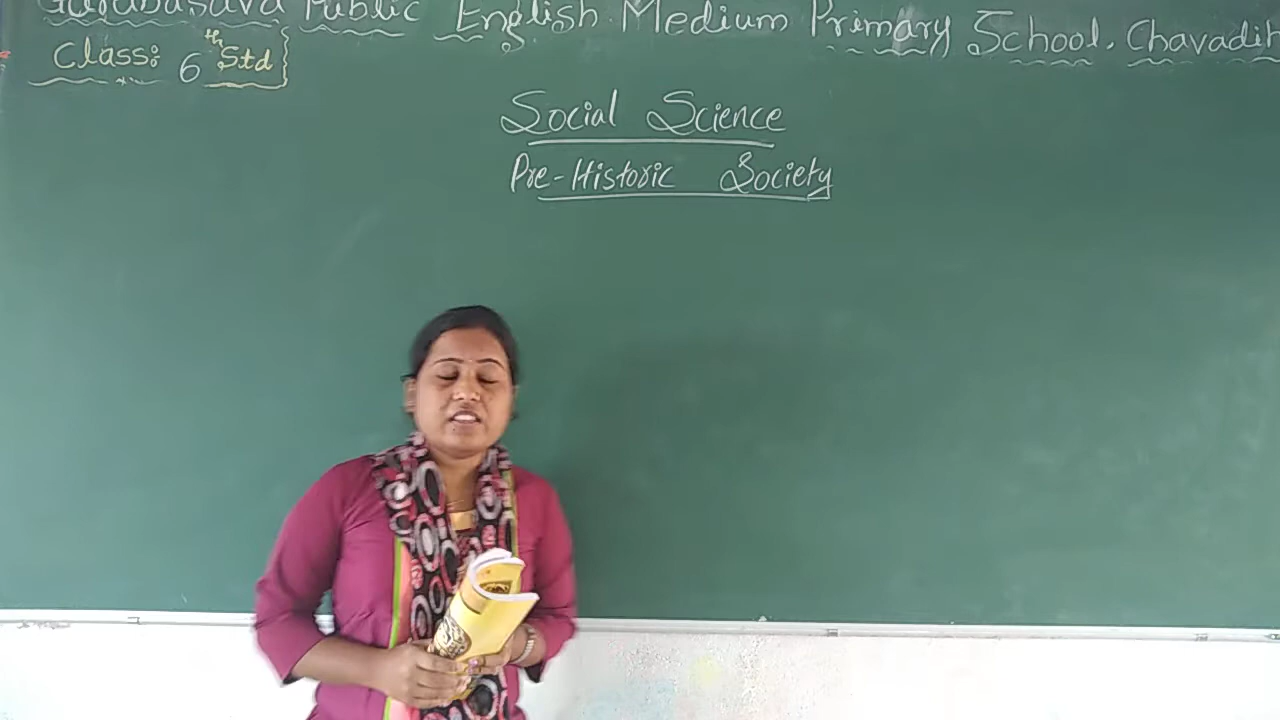 Public English Medium Primary School, Chavadih
Class: 6th Std
Social Science
Pre-Historic Society